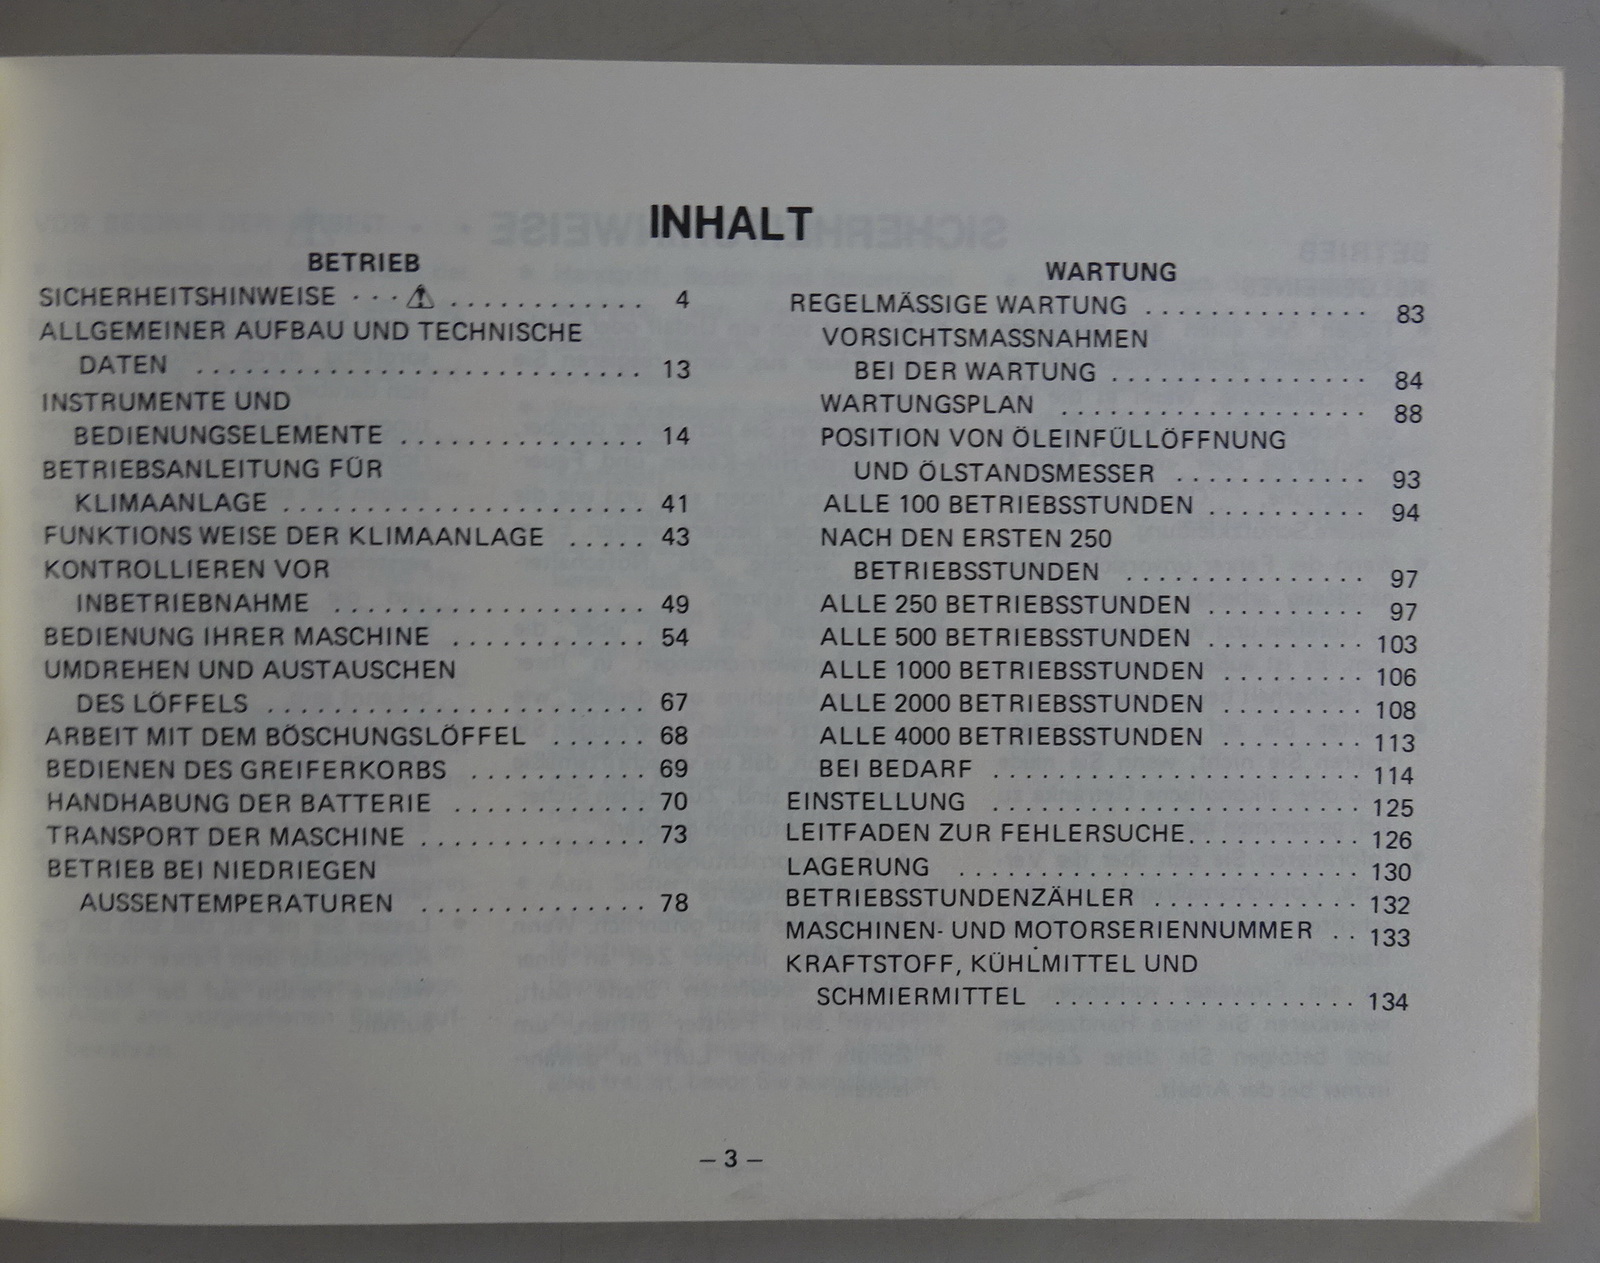 INHALT
BETRIEB
SICHERHEITSHINWEISE ···⚠ ............ 4
ALLGEMEINER AUFBAU UND TECHNISCHE
DATEN ............................ 13
INSTRUMENTE UND
BEDIENUNGSELEMENTE ............... 14
BETRIEBSANLEITUNG FÜR
KLIMAANLAGE ........................ 41
FUNKTIONS WEISE DER KLIMAANLAGE ..... 43
KONTROLLIEREN VOR
INBETRIEBNAHME .................... 49
BEDIENUNG IHRER MASCHINE ............ 54
UMDREHEN UND AUSTAUSCHEN
DES LÖFFELS ......................... 67
ARBEIT MIT DEM BÖSCHUNGSLÖFFEL ...... 68
BEDIENEN DES GREIFERKORBS ........... 69
HANDHABUNG DER BATTERIE ............ 70
TRANSPORT DER MASCHINE .............. 73
BETRIEB BEI NIEDRIEGEN
AUSSENTEMPERATUREN .............. 78
WARTUNG
REGELMÄSSIGE WARTUNG .............. 83
VORSICHTSMASSNAHMEN
BEI DER WARTUNG ................ 84
WARTUNGSPLAN ................... 88
POSITION VON ÖLEINFÜLLÖFFNUNG
UND ÖLSTANDSMESSER ............ 93
ALLE 100 BETRIEBSSTUNDEN .......... 94
NACH DEN ERSTEN 250
BETRIEBSSTUNDEN ............... 97
ALLE 250 BETRIEBSSTUNDEN .......... 97
ALLE 500 BETRIEBSSTUNDEN .......... 103
ALLE 1000 BETRIEBSSTUNDEN ......... 106
ALLE 2000 BETRIEBSSTUNDEN ......... 108
ALLE 4000 BETRIEBSSTUNDEN ......... 113
BEI BEDARF ........................ 114
EINSTELLUNG ........................ 125
LEITFADEN ZUR FEHLERSUCHE........... 126
LAGERUNG .......................... 130
BETRIEBSSTUNDENZÄHLER ............. 132
MASCHINEN- UND MOTORSERIENNUMMER .. 133
KRAFTSTOFF, KÜHLMITTEL UND
SCHMIERMITTEL .................... 134
– 3 –